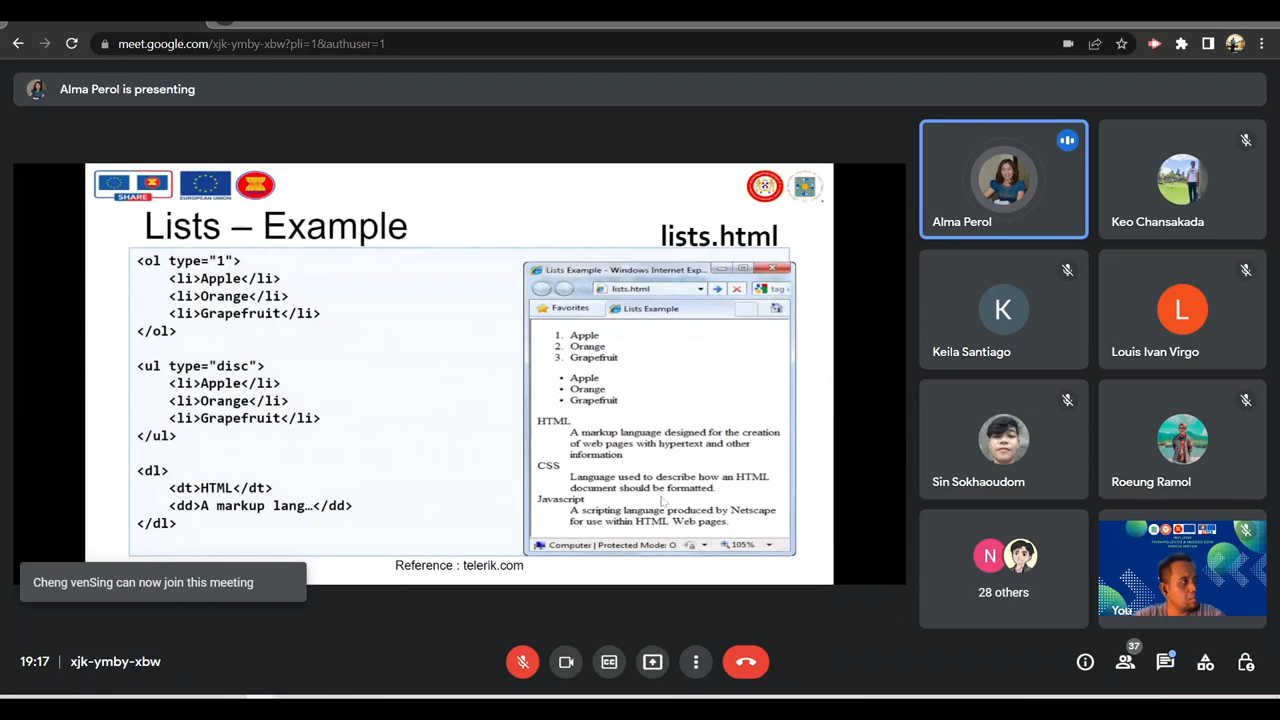 meet.google.com/xjk-ymby-xbw?pli=1&authuser=1
Alma Perol is presenting
SHARE
EUROPEAN UNION
Lists – Example
lists.html
<ol type="1">
<li>Apple</li>
<li>Orange</li>
<li>Grapefruit</li>
</ol>
<ul type="disc">
<li>Apple</li>
<li>Orange</li>
<li>Grapefruit</li>
</ul>
<dl>
<dt>HTML</dt>
<dd>A markup lang…</dd>
</dl>
Lists Example - Windows Internet Exp...
lists.html
tag i
Favorites
Lists Example
1. Apple
2. Orange
3. Grapefruit
• Apple
• Orange
• Grapefruit
HTML
A markup language designed for the creation
of web pages with hypertext and other
information
CSS
Language used to describe how an HTML
document should be formatted.
Javascript
A scripting language produced by Netscape
for use within HTML Web pages.
Computer | Protected Mode: O
105%
Reference : telerik.com
Cheng venSing can now join this meeting
Alma Perol
Keo Chansakada
K
Keila Santiago
L
Louis Ivan Virgo
Sin Sokhaoudom
Roeung Ramol
N
28 others
You
19:17 | xjk-ymby-xbw
37